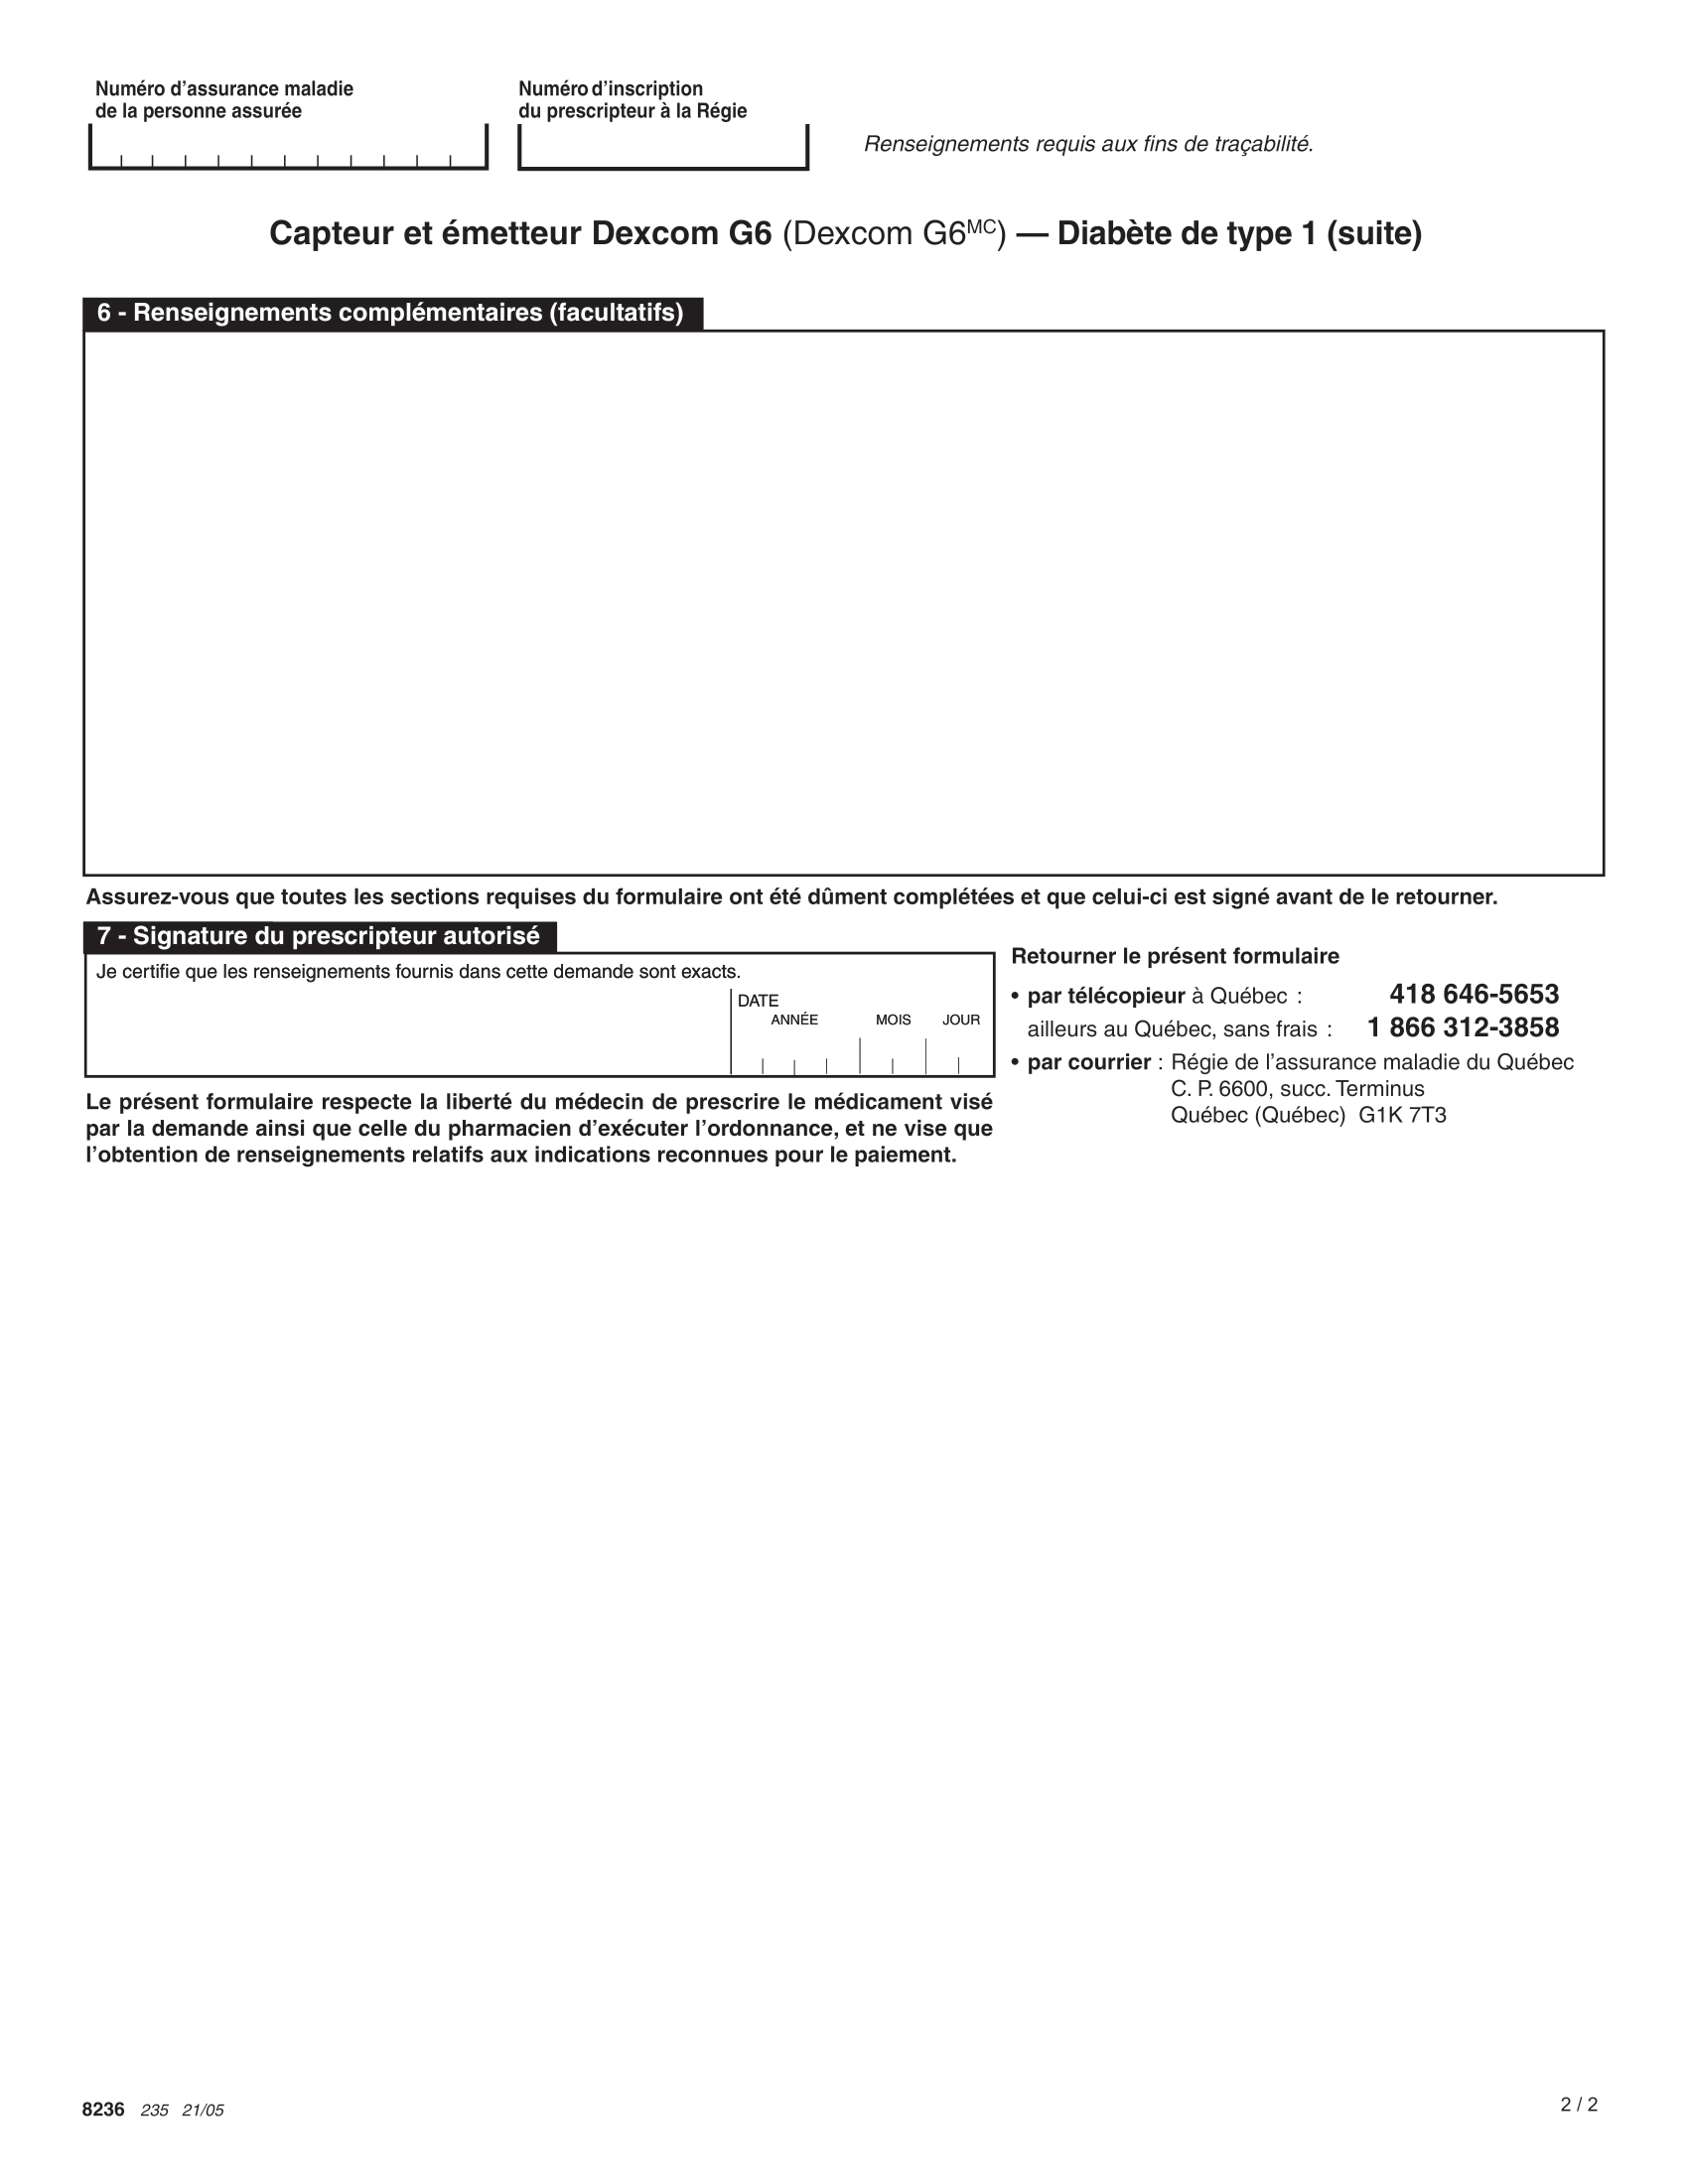 Numéro d’assurance maladie
de la personne assurée
Numéro d’inscription
du prescripteur à la Régie
Renseignements requis aux fins de traçabilité.
Capteur et émetteur Dexcom G6 (Dexcom G6MC) — Diabète de type 1 (suite)
6 - Renseignements complémentaires (facultatifs)
Assurez-vous que toutes les sections requises du formulaire ont été dûment complétées et que celui-ci est signé avant de le retourner.
7 - Signature du prescripteur autorisé
Je certifie que les renseignements fournis dans cette demande sont exacts.
DATE
ANNÉE MOIS JOUR
Le présent formulaire respecte la liberté du médecin de prescrire le médicament visé
par la demande ainsi que celle du pharmacien d’exécuter l’ordonnance, et ne vise que
l’obtention de renseignements relatifs aux indications reconnues pour le paiement.
Retourner le présent formulaire
• par télécopieur à Québec : 418 646-5653
ailleurs au Québec, sans frais : 1 866 312-3858
• par courrier : Régie de l’assurance maladie du Québec
C. P. 6600, succ. Terminus
Québec (Québec) G1K 7T3
8236 235 21/05
2 / 2